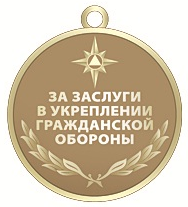 ЗА ЗАСЛУГИ
В УКРЕПЛЕНИИ
ГРАЖДАНСКОЙ
ОБОРОНЫ